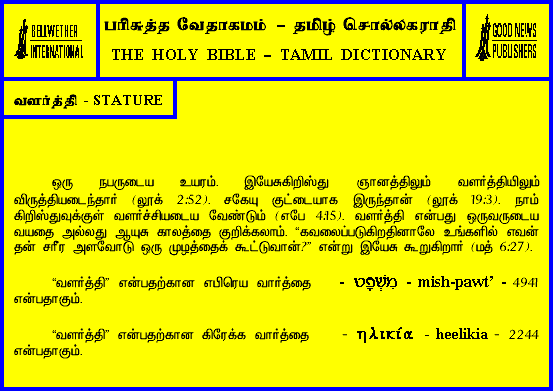 BELLWETHER
INTERNATIONAL
பரிசுத்த வேதாகமம் – தமிழ் சொல்லகராதி
THE HOLY BIBLE – TAMIL DICTIONARY
GOOD NEWS
PUBLISHERS
வளர்த்தி - STATURE
ஒரு நபருடைய உயரம். இயேசுகிறிஸ்து ஞானத்திலும் வளர்த்தியிலும்
விருத்தியடைந்தார் (லூக் 2:52). சகேயு குட்டையாக இருந்தான் (லூக் 19:3). நாம்
கிறிஸ்துவுக்குள் வளர்ச்சியடைய வேண்டும் (எபே 4:15). வளர்த்தி என்பது ஒருவருடைய
வயதை அல்லது ஆயுசு காலத்தை குறிக்கலாம். “கவலைப்படுகிறதினாலே உங்களில் எவன்
தன் சரீர அளவோடு ஒரு முழத்தைக் கூட்டுவான்?” என்று இயேசு கூறுகிறார் (மத் 6:27).
“வளர்த்தி” என்பதற்கான எபிரெய வார்த்தை - מִשְׁפָּט - mish-pawt’ - 4941
என்பதாகும்.
“வளர்த்தி” என்பதற்கான கிரேக்க வார்த்தை - ηλικία - heelikia - 2244
என்பதாகும்.